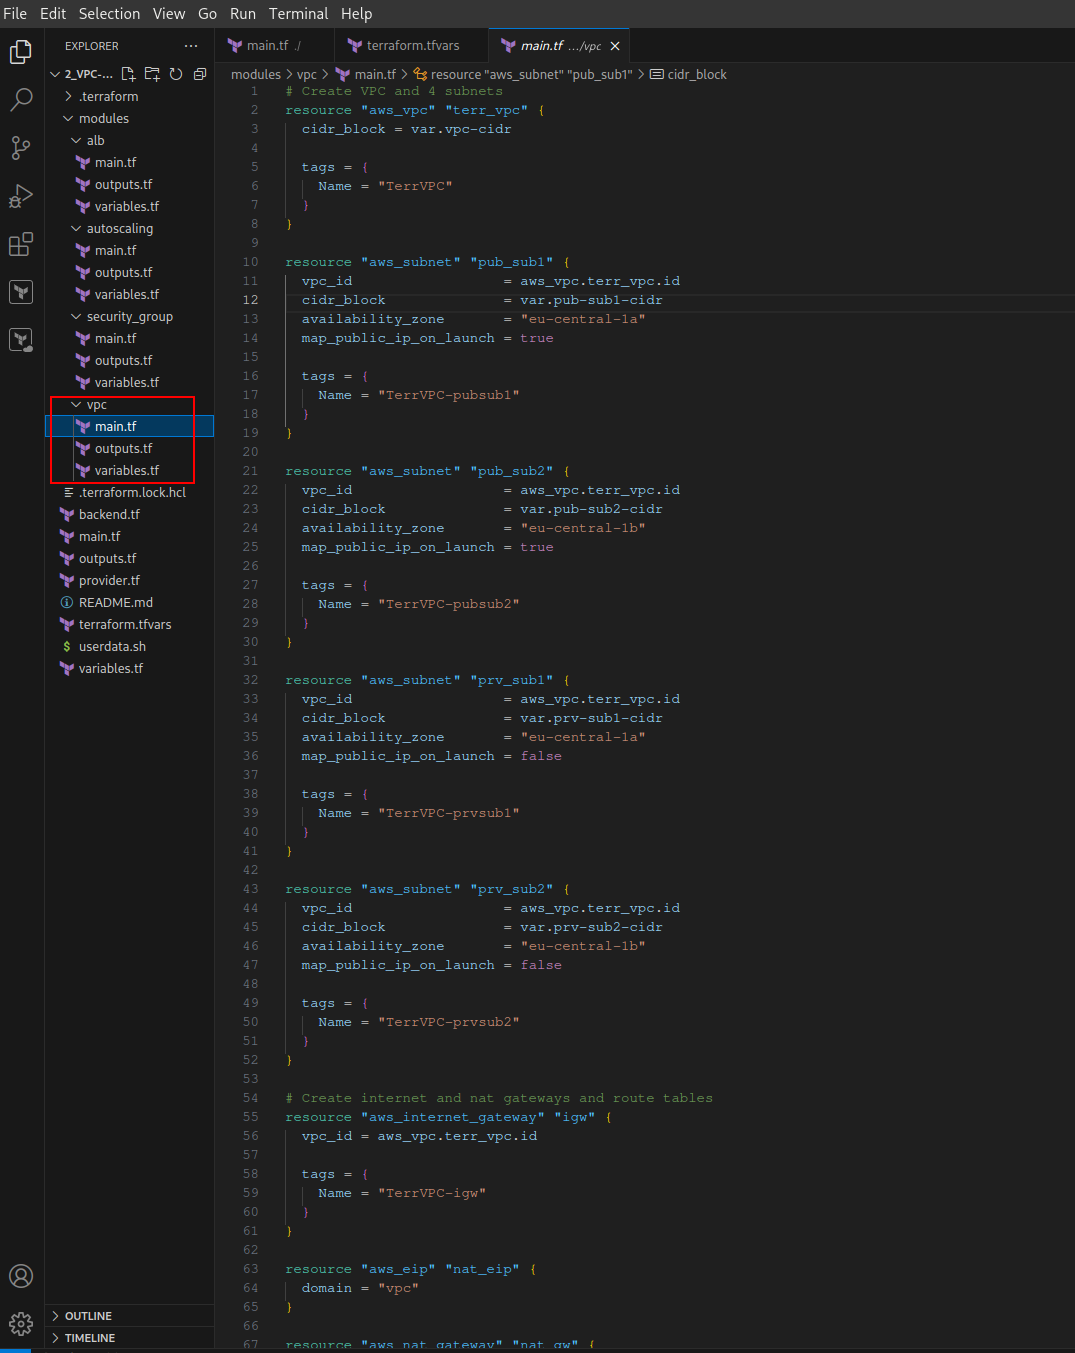 File Edit Selection View Go Run Terminal Help
EXPLORER
2_VPC-...
.terraform
modules
alb
main.tf
outputs.tf
variables.tf
autoscaling
main.tf
outputs.tf
variables.tf
security_group
main.tf
outputs.tf
variables.tf
vpc
main.tf
outputs.tf
variables.tf
.terraform.lock.hcl
backend.tf
main.tf
outputs.tf
provider.tf
README.md
terraform.tfvars
$ userdata.sh
variables.tf
OUTLINE
TIMELINE
main.tf ./ terraform.tfvars main.tf .../vpc
modules > vpc > main.tf > resource "aws_subnet" "pub_sub1" > cidr_block
1 # Create VPC and 4 subnets
2 resource "aws_vpc" "terr_vpc" {
3 cidr_block = var.vpc-cidr
4
5 tags = {
6 Name = "TerrVPC"
7 }
8 }
9
10 resource "aws_subnet" "pub_sub1" {
11 vpc_id = aws_vpc.terr_vpc.id
12 cidr_block = var.pub-sub1-cidr
13 availability_zone = "eu-central-1a"
14 map_public_ip_on_launch = true
15
16 tags = {
17 Name = "TerrVPC-pubsub1"
18 }
19 }
20
21 resource "aws_subnet" "pub_sub2" {
22 vpc_id = aws_vpc.terr_vpc.id
23 cidr_block = var.pub-sub2-cidr
24 availability_zone = "eu-central-1b"
25 map_public_ip_on_launch = true
26
27 tags = {
28 Name = "TerrVPC-pubsub2"
29 }
30 }
31
32 resource "aws_subnet" "prv_sub1" {
33 vpc_id = aws_vpc.terr_vpc.id
34 cidr_block = var.prv-sub1-cidr
35 availability_zone = "eu-central-1a"
36 map_public_ip_on_launch = false
37
38 tags = {
39 Name = "TerrVPC-prvsub1"
40 }
41 }
42
43 resource "aws_subnet" "prv_sub2" {
44 vpc_id = aws_vpc.terr_vpc.id
45 cidr_block = var.prv-sub2-cidr
46 availability_zone = "eu-central-1b"
47 map_public_ip_on_launch = false
48
49 tags = {
50 Name = "TerrVPC-prvsub2"
51 }
52 }
53
54 # Create internet and nat gateways and route tables
55 resource "aws_internet_gateway" "igw" {
56 vpc_id = aws_vpc.terr_vpc.id
57
58 tags = {
59 Name = "TerrVPC-igw"
60 }
61 }
62
63 resource "aws_eip" "nat_eip" {
64 domain = "vpc"
65 }
66
67 resource "aws_nat_gateway" "nat_gw" {